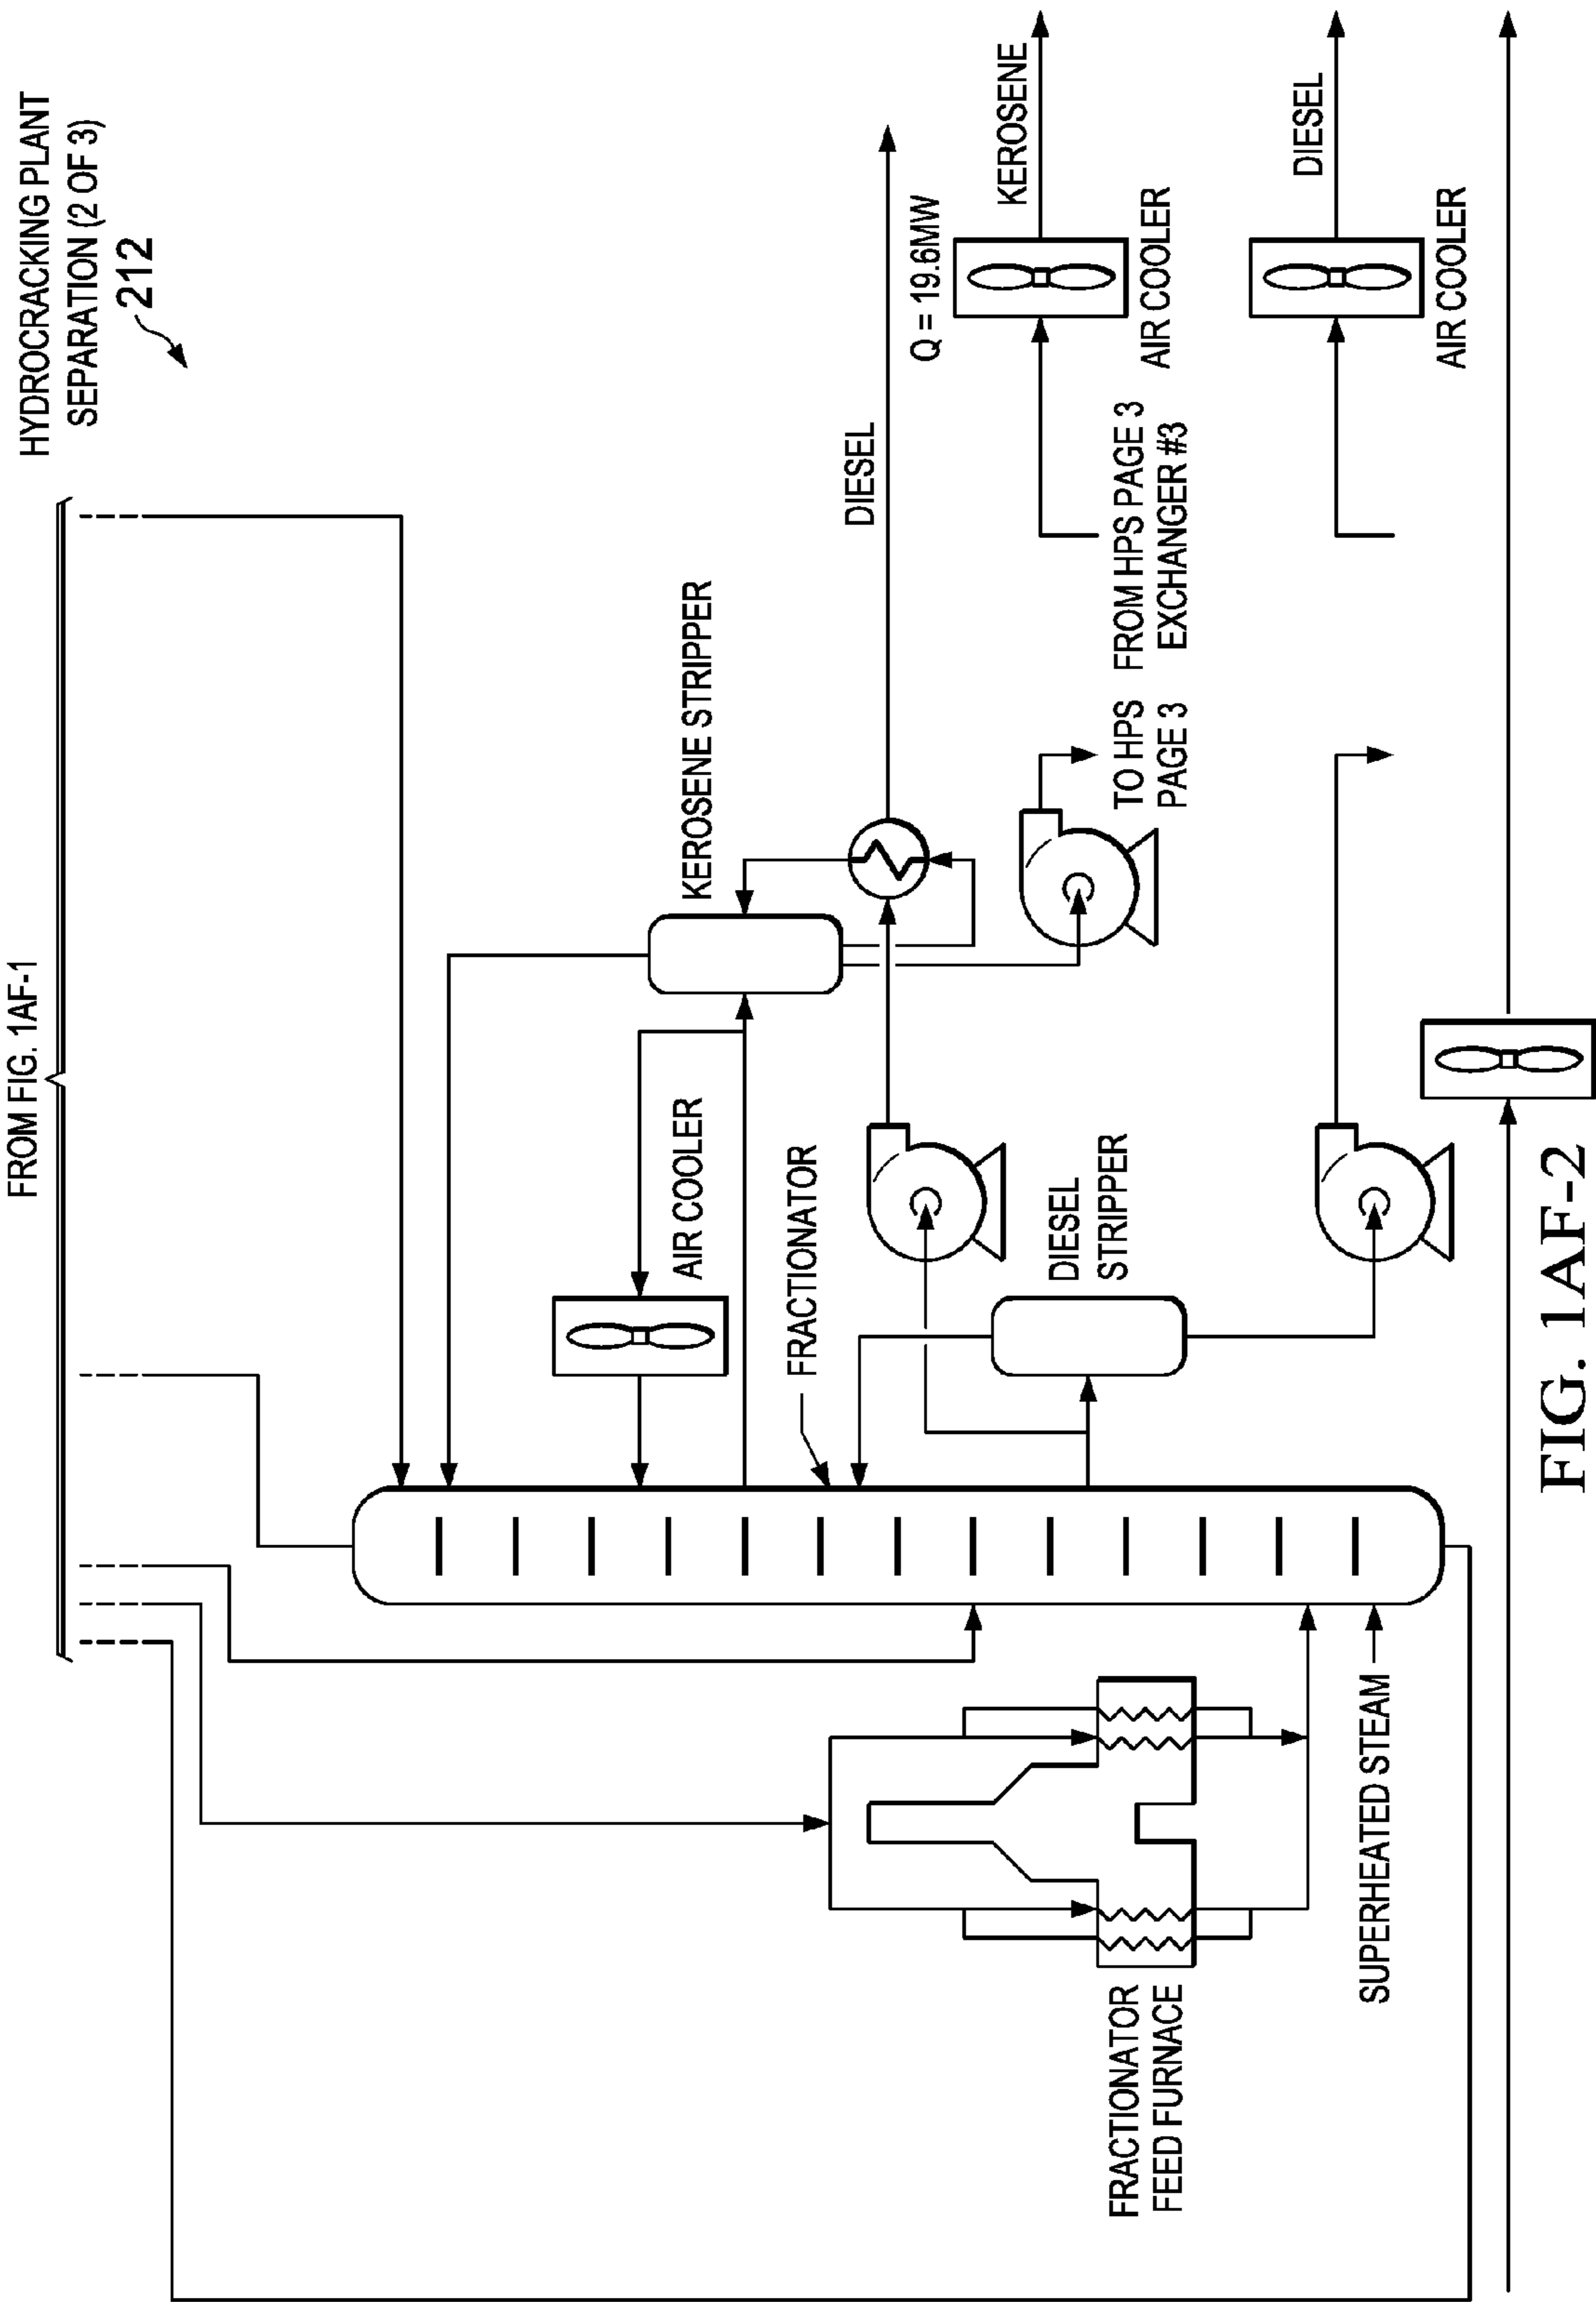 FROM FIG. 1AF-1
HYDROCRACKING PLANT
SEPARATION (2 OF 3)
212
KEROSENE STRIPPER
AIR COOLER
FRACTIONATOR
DIESEL
Q = 19.6MW
KEROSENE
AIR COOLER
TO HPS
PAGE 3
FROM HPS PAGE 3
EXCHANGER #3
DIESEL
STRIPPER
DIESEL
AIR COOLER
FRACTIONATOR
FEED FURNACE
SUPERHEATED STEAM
FIG. 1AF-2